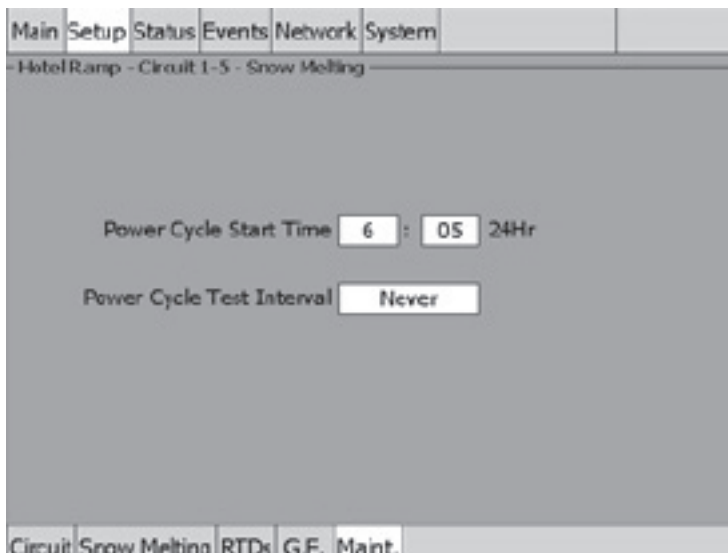 Main Setup Status Events Network System
Hotel Ramp - Circuit 1-5 - Snow Melting
Power Cycle Start Time 6 : 05 24Hr
Power Cycle Test Interval Never
Circuit Snow Melting RTDs G.F. Maint.